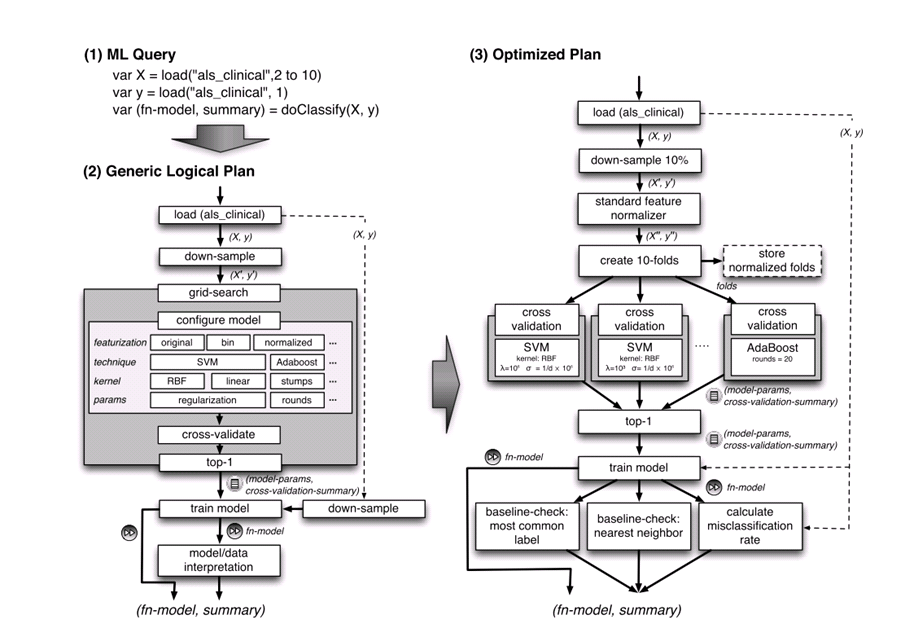 (1) ML Query
var X = load("als_clinical",2 to 10)
var y = load("als_clinical", 1)
var (fn-model, summary) = doClassify(X, y)
(2) Generic Logical Plan
load (als_clinical)
(X, y)
(X, y)
down-sample
(X', y')
grid-search
configure model
featurization original bin normalized ...
technique SVM Adaboost ...
kernel RBF linear stumps ...
params regularization rounds ...
cross-validate
top-1
(model-params,
cross-validation-summary)
train model
down-sample
fn-model
model/data
interpretation
(fn-model, summary)
(3) Optimized Plan
load (als_clinical)
(X, y)
(X, y)
down-sample 10%
(X', y')
standard feature
normalizer
(X'', y'')
create 10-folds
store
normalized folds
folds
cross
validation
SVM
kernel: RBF
cross
validation
SVM
kernel: RBF
....
cross
validation
AdaBoost
rounds = 20
(model-params,
cross-validation-summary)
top-1
(model-params,
cross-validation-summary)
fn-model
train model
fn-model
baseline-check:
most common
label
baseline-check:
nearest neighbor
calculate
misclassification
rate
(fn-model, summary)